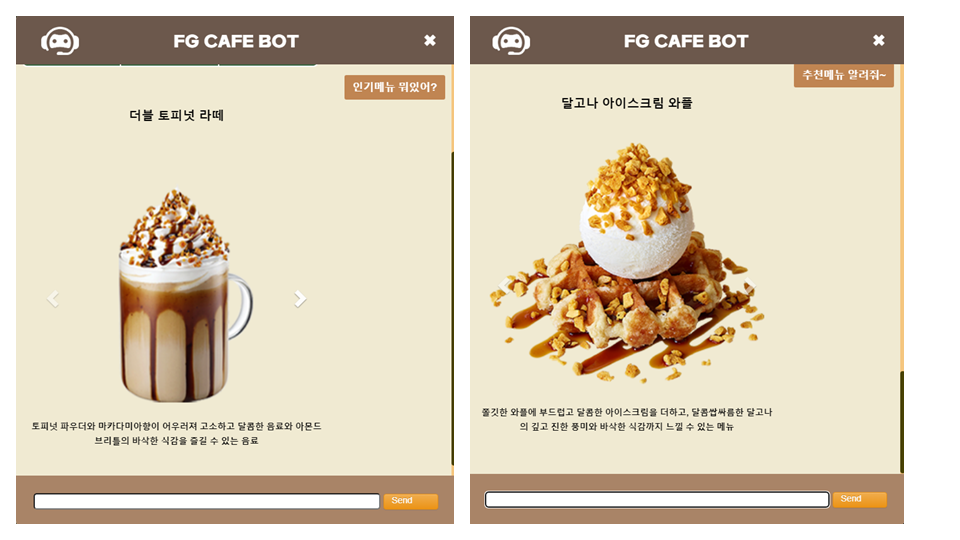 FG CAFE BOT
인기메뉴 뭐있어?
더블 토피넛 라떼
토피넛 파우더와 마카다미아향이 어우러져 고소하고 달콤한 음료와 아몬드
브리틀의 바삭한 식감을 즐길 수 있는 음료
Send
FG CAFE BOT
추천메뉴 알려줘~
달고나 아이스크림 와플
쫄깃한 와플에 부드럽고 달콤한 아이스크림을 더하고, 달콤쌉싸름한 달고나
의 깊고 진한 풍미와 바삭한 식감까지 느낄 수 있는 메뉴
Send